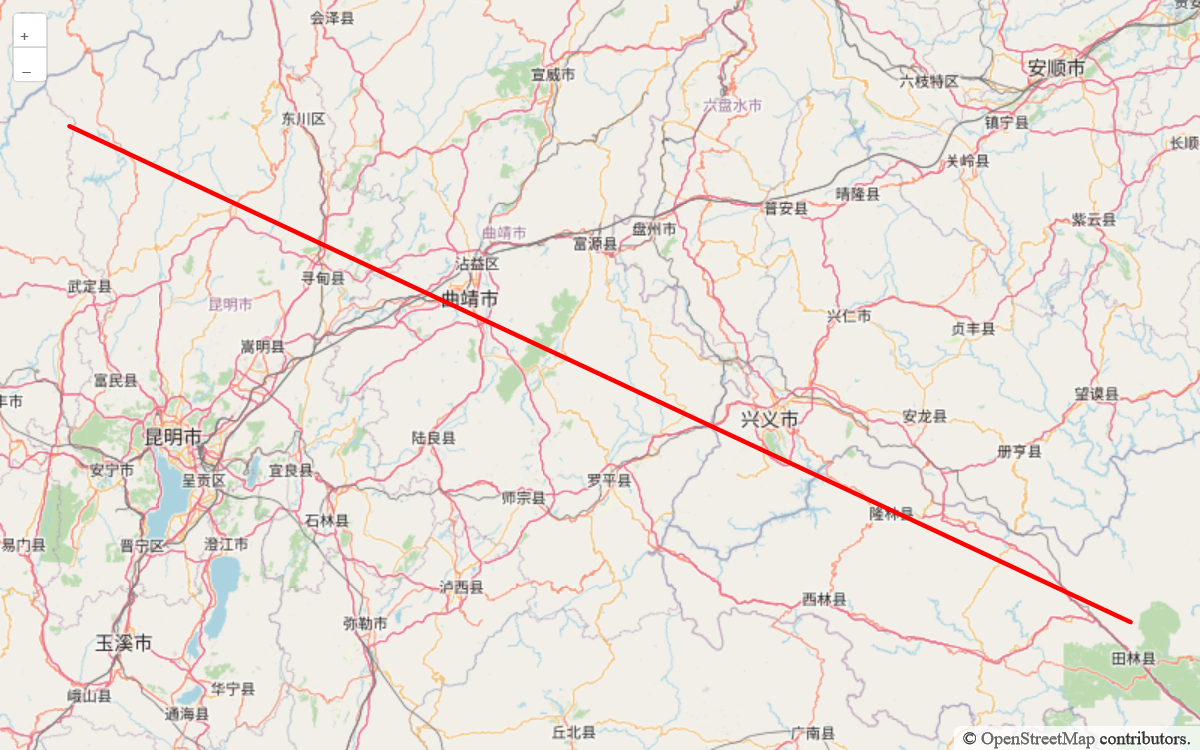 +
−
会泽县
宣威市
东川区
六盘水市
六枝特区
安顺市
镇宁县
长顺
关岭县
晴隆县
普安县
紫云县
盘州市
富源县
曲靖市
沾益区
曲靖市
寻甸县
武定县
昆明市
兴仁市
贞丰县
嵩明县
富民县
丰市
望谟县
安龙县
兴义市
昆明市
陆良县
册亨县
安宁市
宜良县
呈贡区
罗平县
师宗县
石林县
隆林县
易门县
晋宁区
澄江市
泸西县
西林县
弥勒市
玉溪市
田林县
华宁县
峨山县
通海县
丘北县
广南县
© OpenStreetMap contributors.